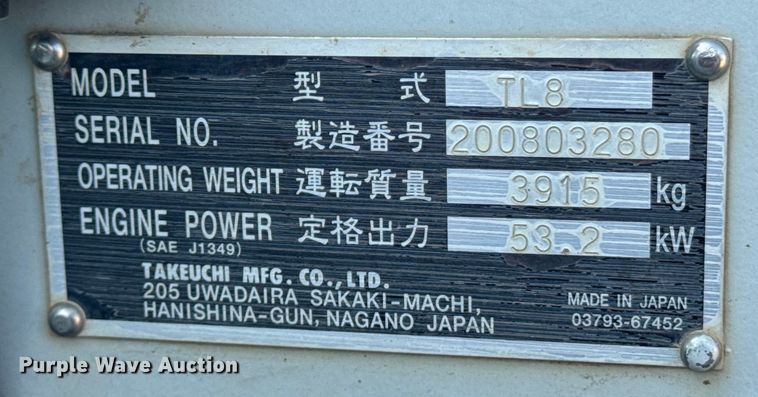 MODEL 型 式 TL8
SERIAL NO. 製造番号 200803280
OPERATING WEIGHT 運転質量 3915 kg
ENGINE POWER 定格出力 53.2 kW
(SAE J1349)
TAKEUCHI MFG. CO., LTD.
205 UWADAIRA SAKAKI-MACHI,
HANISHINA-GUN, NAGANO JAPAN
MADE IN JAPAN
03793-67452
Purple Wave Auction